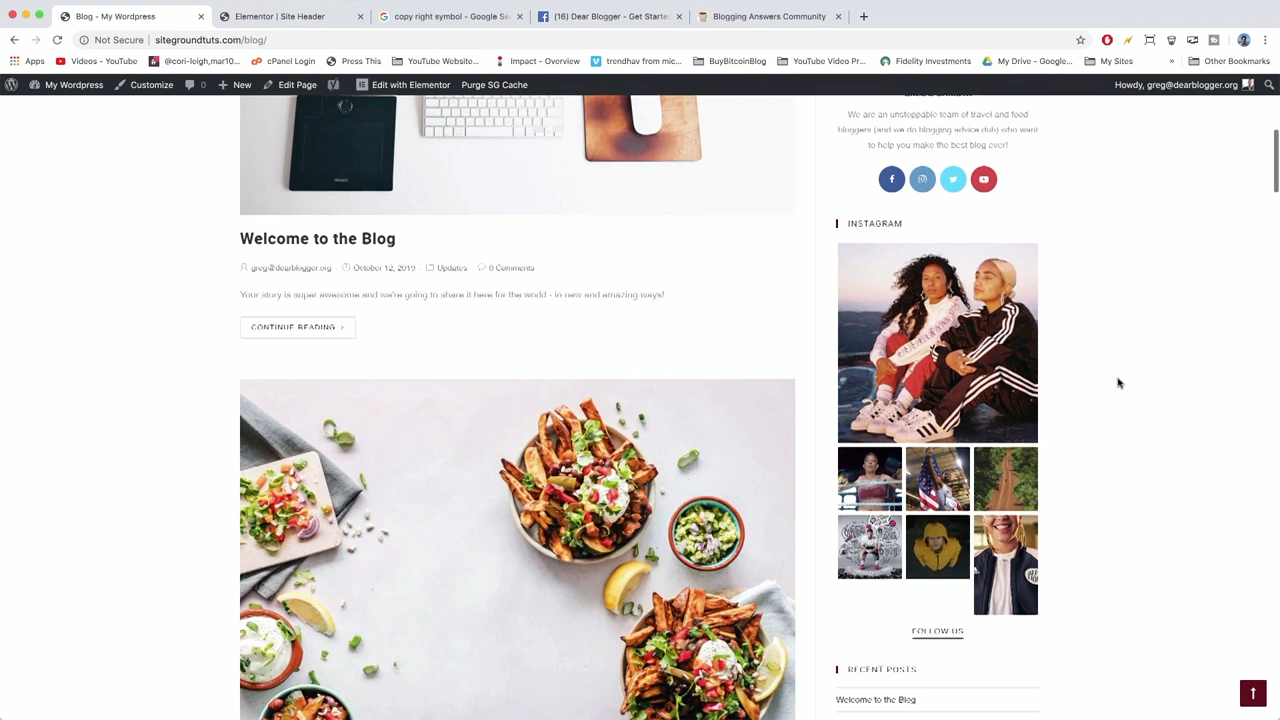 Blog - My Wordpress
Elementor | Site Header
copy right symbol - Google Se
(16) Dear Blogger - Get Starte
Blogging Answers Community
Not Secure | sitegroundtuts.com/blog/
Apps
Videos - YouTube
@cori-leigh,mar10...
cPanel Login
Press This
YouTube Website...
Impact - Overview
trendhav from mic...
BuyBitcoinBlog
YouTube Video Pr...
Fidelity Investments
My Drive - Google...
My Sites
»
Other Bookmarks
My Wordpress
Customize
0
New
Edit Page
Edit with Elementor
Purge SG Cache
Howdy, greg@dearblogger.org
We are an unstoppable team of travel and food
bloggers (and we do blogging advice duh) who want
to help you make the best blog ever!
INSTAGRAM
Welcome to the Blog
greg@dearblogger.org
October 12, 2019
Updates
0 Comments
Your story is super awesome and we're going to share it here for the world - in new and amazing ways!
CONTINUE READING >
FOLLOW US
RECENT POSTS
Welcome to the Blog